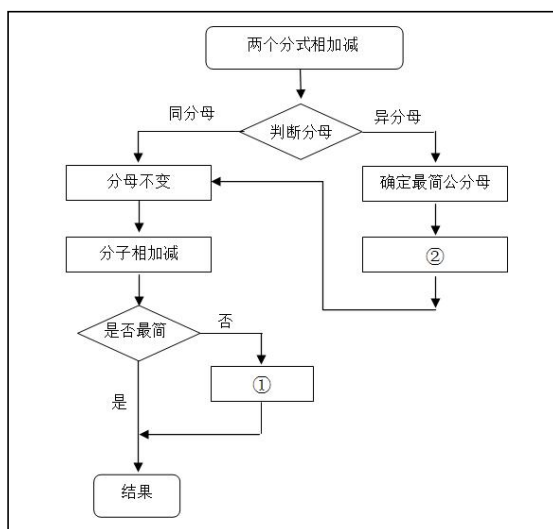 两个分式相加减
同分母
判断分母
异分母
分母不变
确定最简公分母
分子相加减
②
是否最简
否
①
是
结果